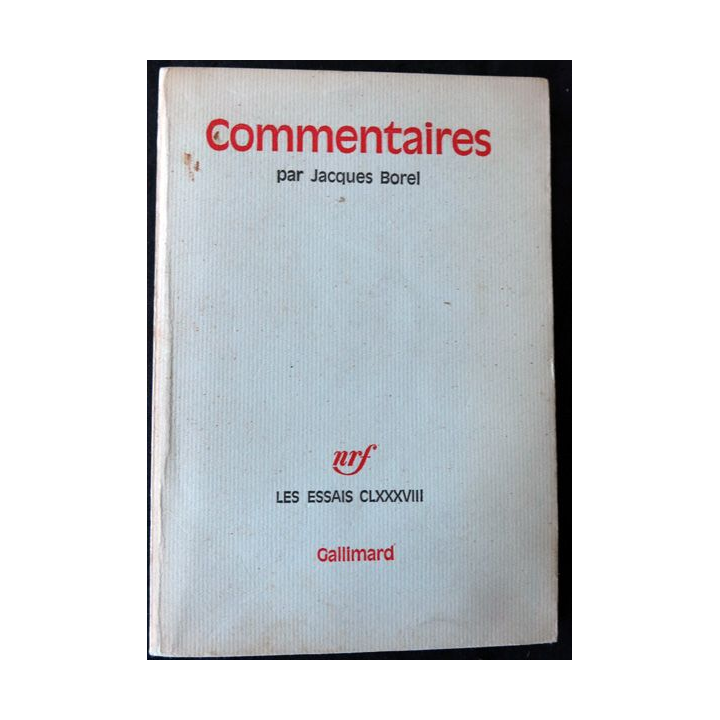 Commentaires
par Jacques Borel
nrf
LES ESSAIS CLXXXVIII
Gallimard